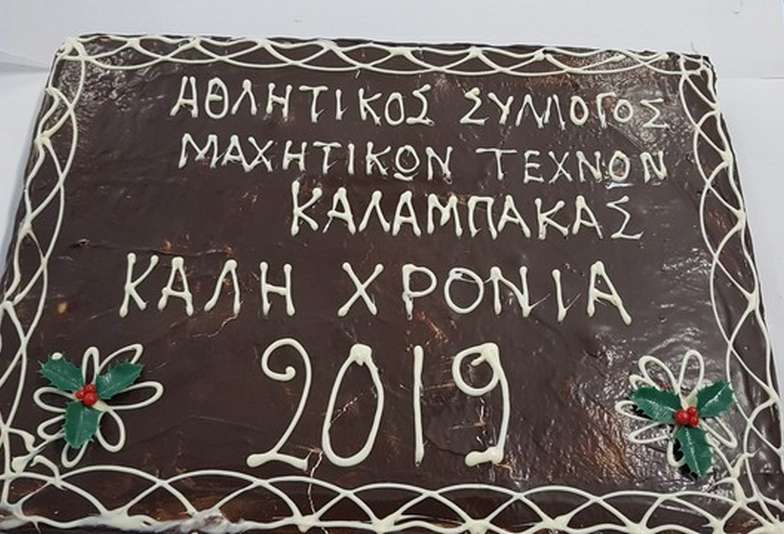 ΑΘΛΗΤΙΚΟΣ ΣΥΛΛΟΓΟΣ
ΜΑΧΗΤΙΚΩΝ ΤΕΧΝΩΝ
ΚΑΛΑΜΠΑΚΑΣ
ΚΑΛΗ ΧΡΟΝΙΑ
2019